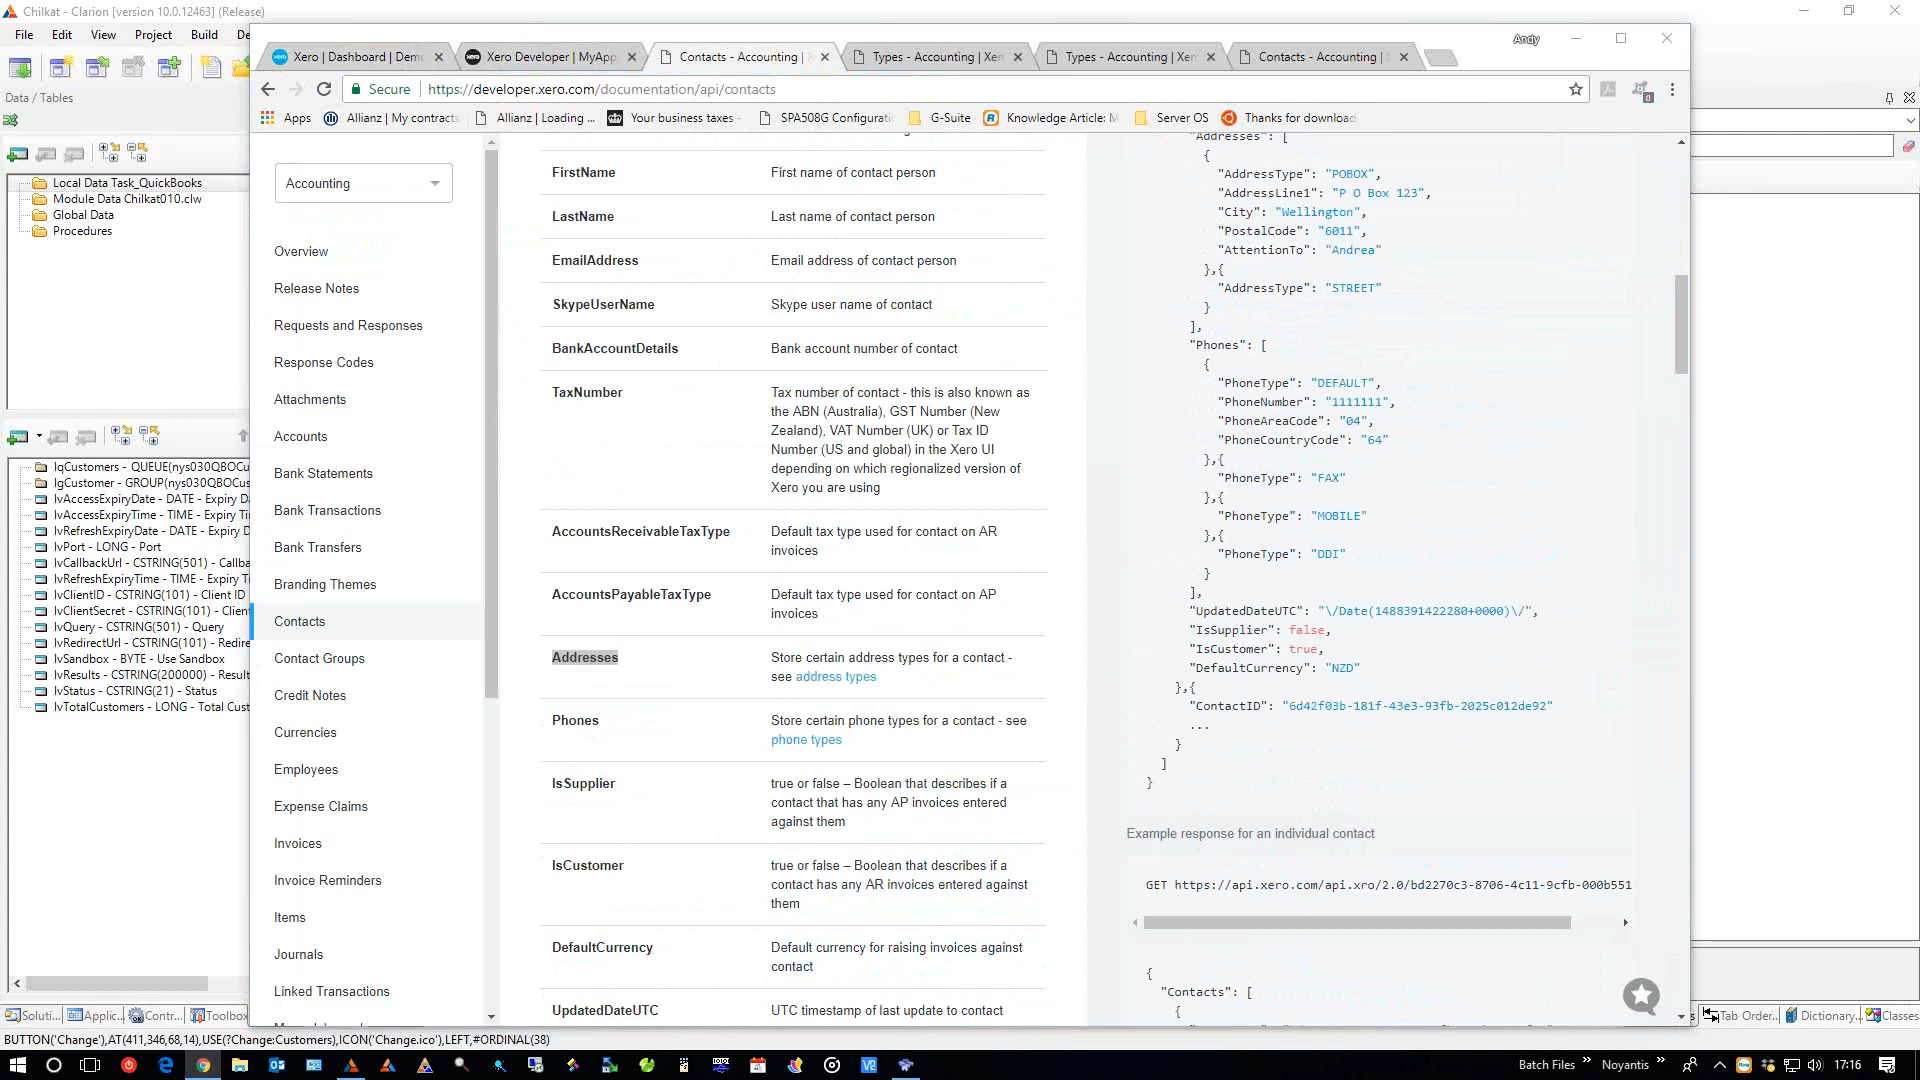 Chilkat - Clarion [version 10.0.12463] (Release)
File Edit View Project Build De
Data / Tables
Local Data Task_QuickBooks
Module Data Chilkat010.clw
Global Data
Procedures
lqCustomers - QUEUE(nys030QBOCu
lgCustomer - GROUP(nys030QBOCus
lvAccessExpiryDate - DATE - Expiry D
lvAccessExpiryTime - TIME - Expiry Ti
lvRefreshExpiryDate - DATE - Expiry D
lvPort - LONG - Port
lvCallbackUrl - CSTRING(501) - Callba
lvRefreshExpiryTime - TIME - Expiry T
lvClientID - CSTRING(101) - Client ID
lvClientSecret - CSTRING(101) - Clien
lvQuery - CSTRING(501) - Query
lvRedirectUrl - CSTRING(101) - Redire
lvSandbox - BYTE - Use Sandbox
lvResults - CSTRING(200000) - Result
lvStatus - CSTRING(21) - Status
lvTotalCustomers - LONG - Total Cust
Soluti... Applic... Contr... Toolbox
Andy
Xero | Dashboard | Demo
Xero Developer | MyApp
Contacts - Accounting |
Types - Accounting | Xer
Types - Accounting | Xer
Contacts - Accounting |
Secure https://developer.xero.com/documentation/api/contacts
Apps Allianz | My contracts Allianz | Loading ... Your business taxes - SPA508G Configurati G-Suite Knowledge Article: M Server OS Thanks for download
Accounting
Overview
Release Notes
Requests and Responses
Response Codes
Attachments
Accounts
Bank Statements
Bank Transactions
Bank Transfers
Branding Themes
Contacts
Contact Groups
Credit Notes
Currencies
Employees
Expense Claims
Invoices
Invoice Reminders
Items
Journals
Linked Transactions
FirstName First name of contact person
LastName Last name of contact person
EmailAddress Email address of contact person
SkypeUserName Skype user name of contact
BankAccountDetails Bank account number of contact
TaxNumber Tax number of contact - this is also known as
the ABN (Australia), GST Number (New
Zealand), VAT Number (UK) or Tax ID
Number (US and global) in the Xero UI
depending on which regionalized version of
Xero you are using
AccountsReceivableTaxType Default tax type used for contact on AR
invoices
AccountsPayableTaxType Default tax type used for contact on AP
invoices
Addresses Store certain address types for a contact -
see address types
Phones Store certain phone types for a contact - see
phone types
IsSupplier true or false – Boolean that describes if a
contact that has any AP invoices entered
against them
IsCustomer true or false – Boolean that describes if a
contact has any AR invoices entered against
them
DefaultCurrency Default currency for raising invoices against
contact
UpdatedDateUTC UTC timestamp of last update to contact
"Addresses": [
{
"AddressType": "POBOX",
"AddressLine1": "P O Box 123",
"City": "Wellington",
"PostalCode": "6011",
"AttentionTo": "Andrea"
},{
"AddressType": "STREET"
}
],
"Phones": [
{
"PhoneType": "DEFAULT",
"PhoneNumber": "1111111",
"PhoneAreaCode": "04",
"PhoneCountryCode": "64"
},{
"PhoneType": "FAX"
},{
"PhoneType": "MOBILE"
},{
"PhoneType": "DDI"
}
],
"UpdatedDateUTC": "\/Date(1488391422280+0000)\/",
"IsSupplier": false,
"IsCustomer": true,
"DefaultCurrency": "NZD"
},{
"ContactID": "6d42f03b-181f-43e3-93fb-2025c012de92"
...
}
]
}
Example response for an individual contact
GET https://api.xero.com/api.xro/2.0/bd2270c3-8706-4c11-9cfb-000b551
{
"Contacts": [
{
Tab Order... Dictionary... Classes
BUTTON('Change'),AT(411,346,68,14),USE(?Change:Customers),ICON('Change.ico'),LEFT,#ORDINAL(38)
Batch Files Noyantis 17:16